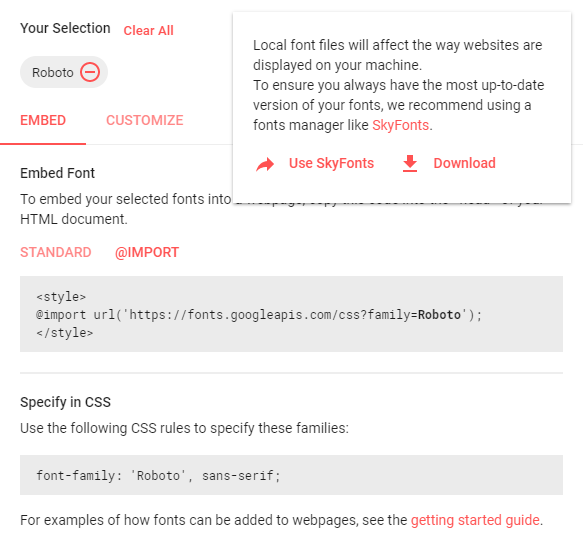 Your Selection Clear All
Roboto
Local font files will affect the way websites are
displayed on your machine.
To ensure you always have the most up-to-date
version of your fonts, we recommend using a
fonts manager like SkyFonts.
Use SkyFonts Download
EMBED CUSTOMIZE
Embed Font
To embed your selected fonts into
HTML document.
STANDARD @IMPORT
<style>
@import url('https://fonts.googleapis.com/css?family=Roboto');
</style>
Specify in CSS
Use the following CSS rules to specify these families:
font-family: 'Roboto', sans-serif;
For examples of how fonts can be added to webpages, see the getting started guide.